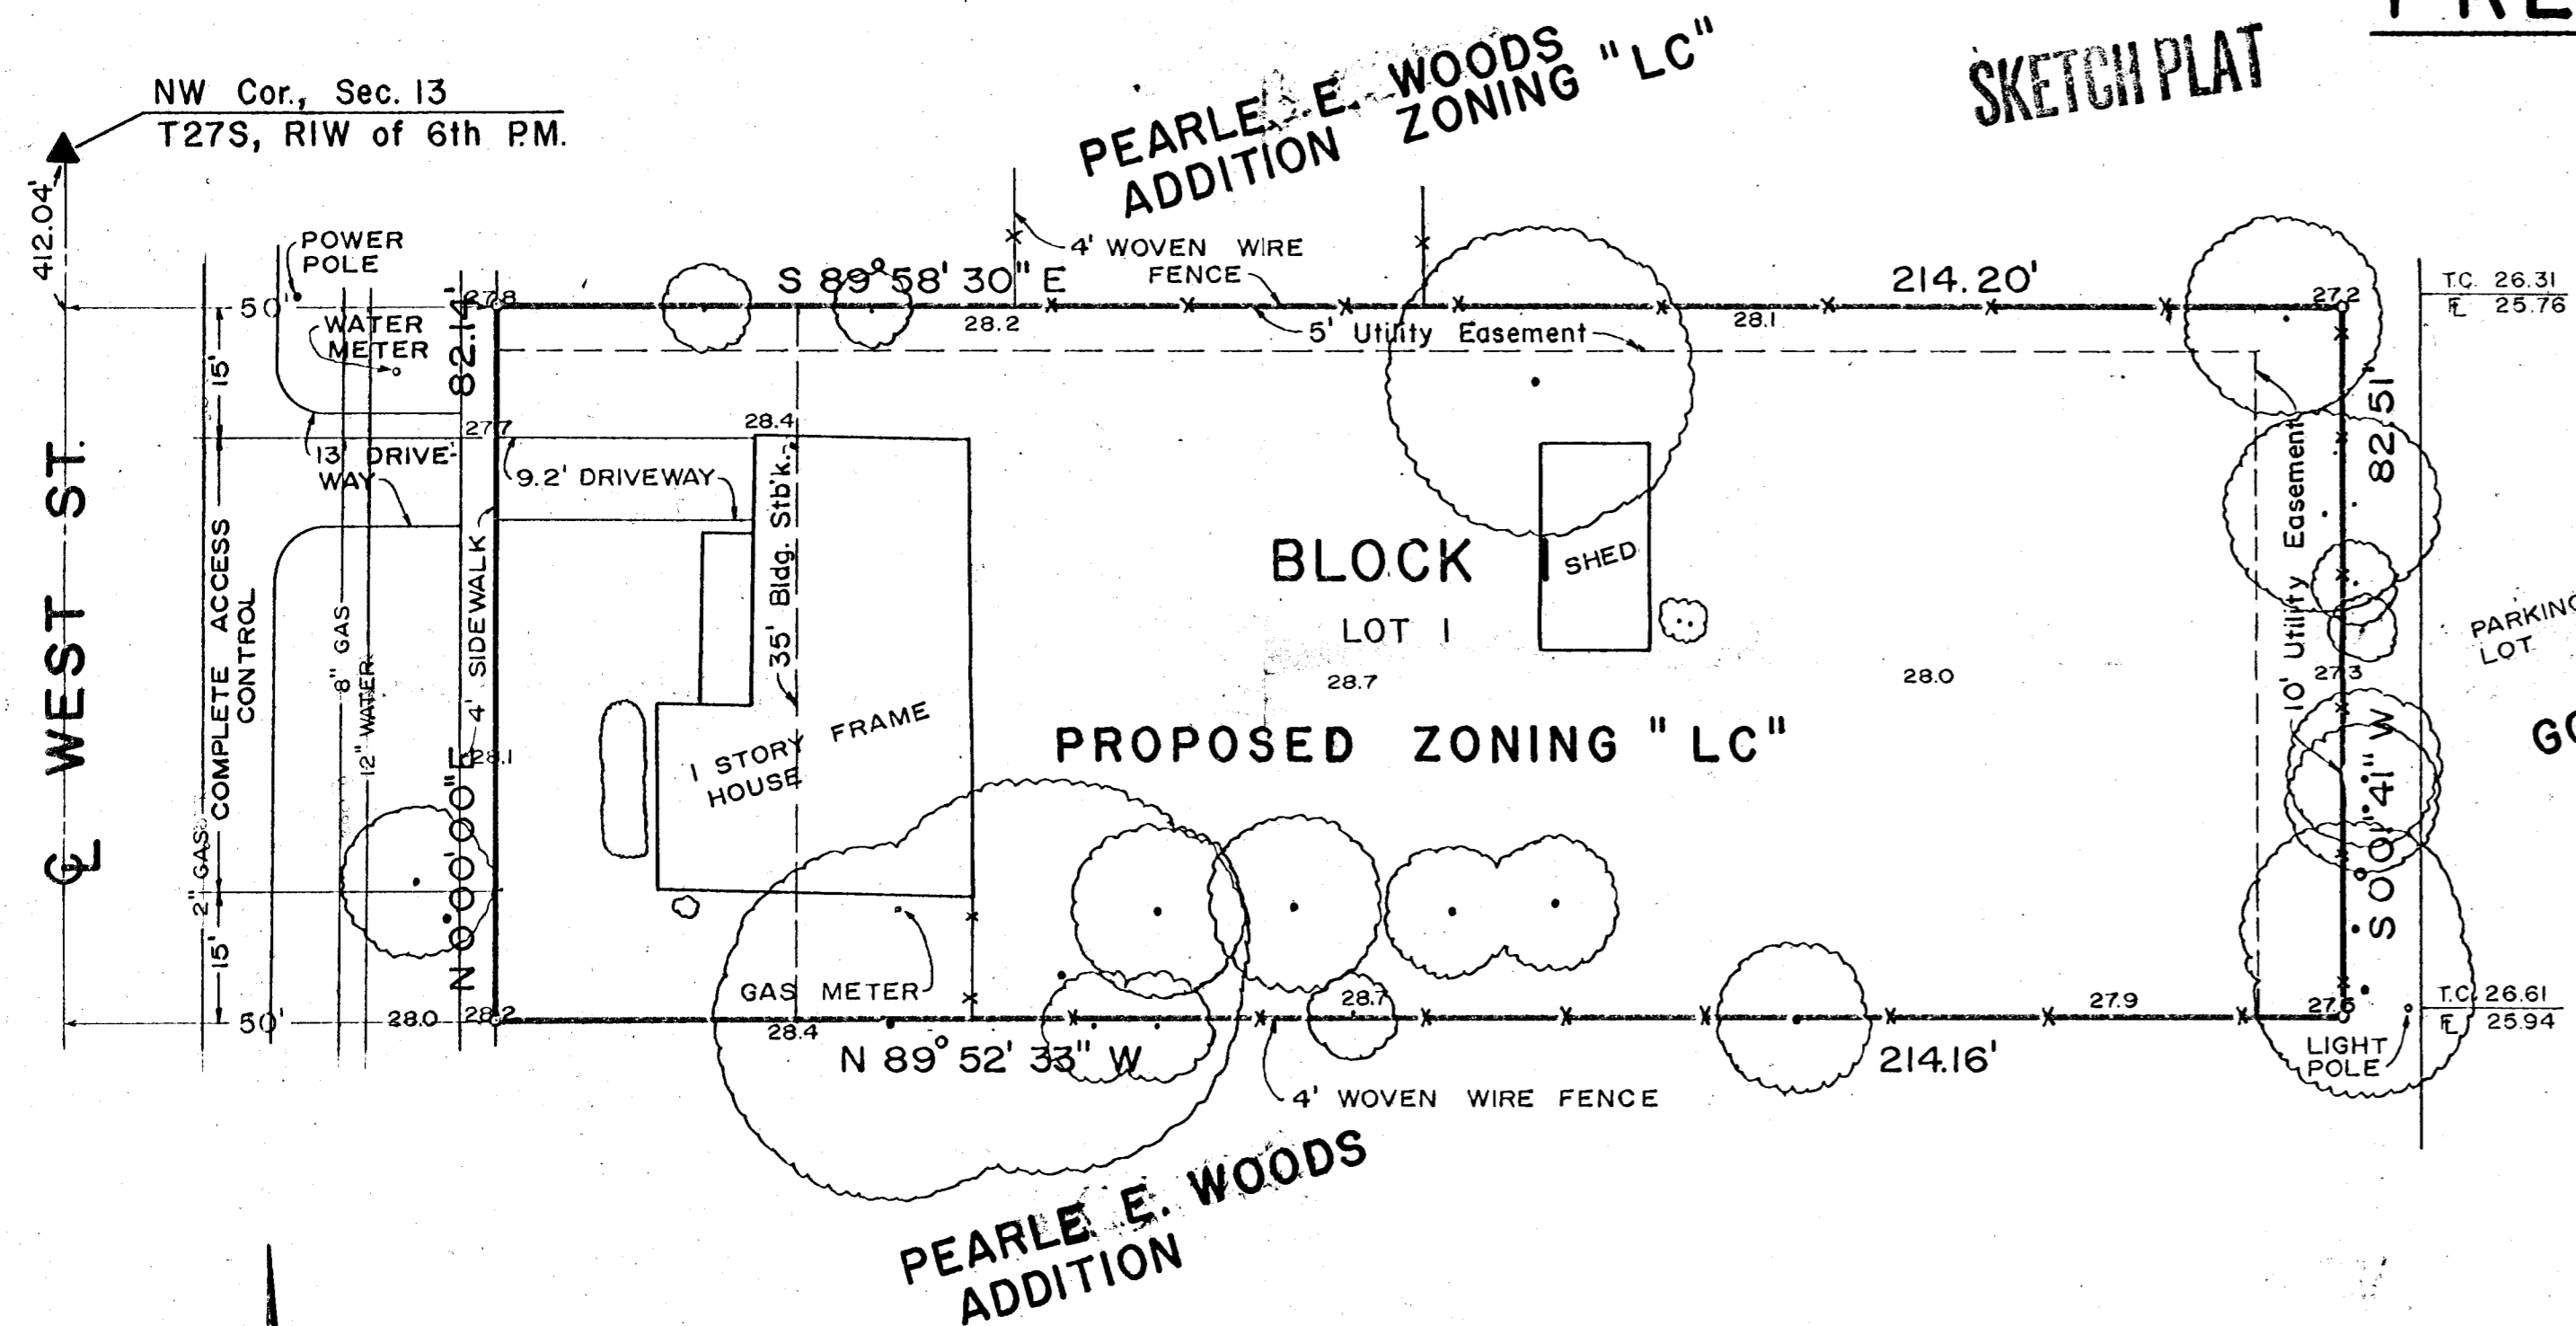 SKETCH PLAT
NW Cor., Sec. 13
T27S, R1W of 6th P.M.
412.04'
PEARLE E. WOODS
ADDITION ZONING "LC"
POWER
POLE
WATER
METER
50'
15'
82.14'
27.8
S 89°58'30" E
4' WOVEN WIRE
FENCE
28.2
5' Utility Easement
28.1
214.20'
27.2
T.C. 26.31
FL 25.76
13' DRIVE-
WAY
27.7
9.2' DRIVEWAY
28.4
35' Bldg. Stb'k.
82.51'
10' Utility Easement
℄ WEST ST.
COMPLETE ACCESS
CONTROL
8" GAS
12" WATER
2" GAS
4' SIDEWALK
BLOCK 1
LOT 1
SHED
28.7
28.0
27.3
PARKING
LOT
PROPOSED ZONING "LC"
1 STORY FRAME
HOUSE
28.1
N 0°00'00" E
S 0°01'41" W
15'
50'
28.0
28.2
GAS METER
28.4
N 89°52'33" W
28.7
4' WOVEN WIRE FENCE
214.16'
27.9
27.6
LIGHT
POLE
T.C. 26.61
FL 25.94
PEARLE E. WOODS
ADDITION